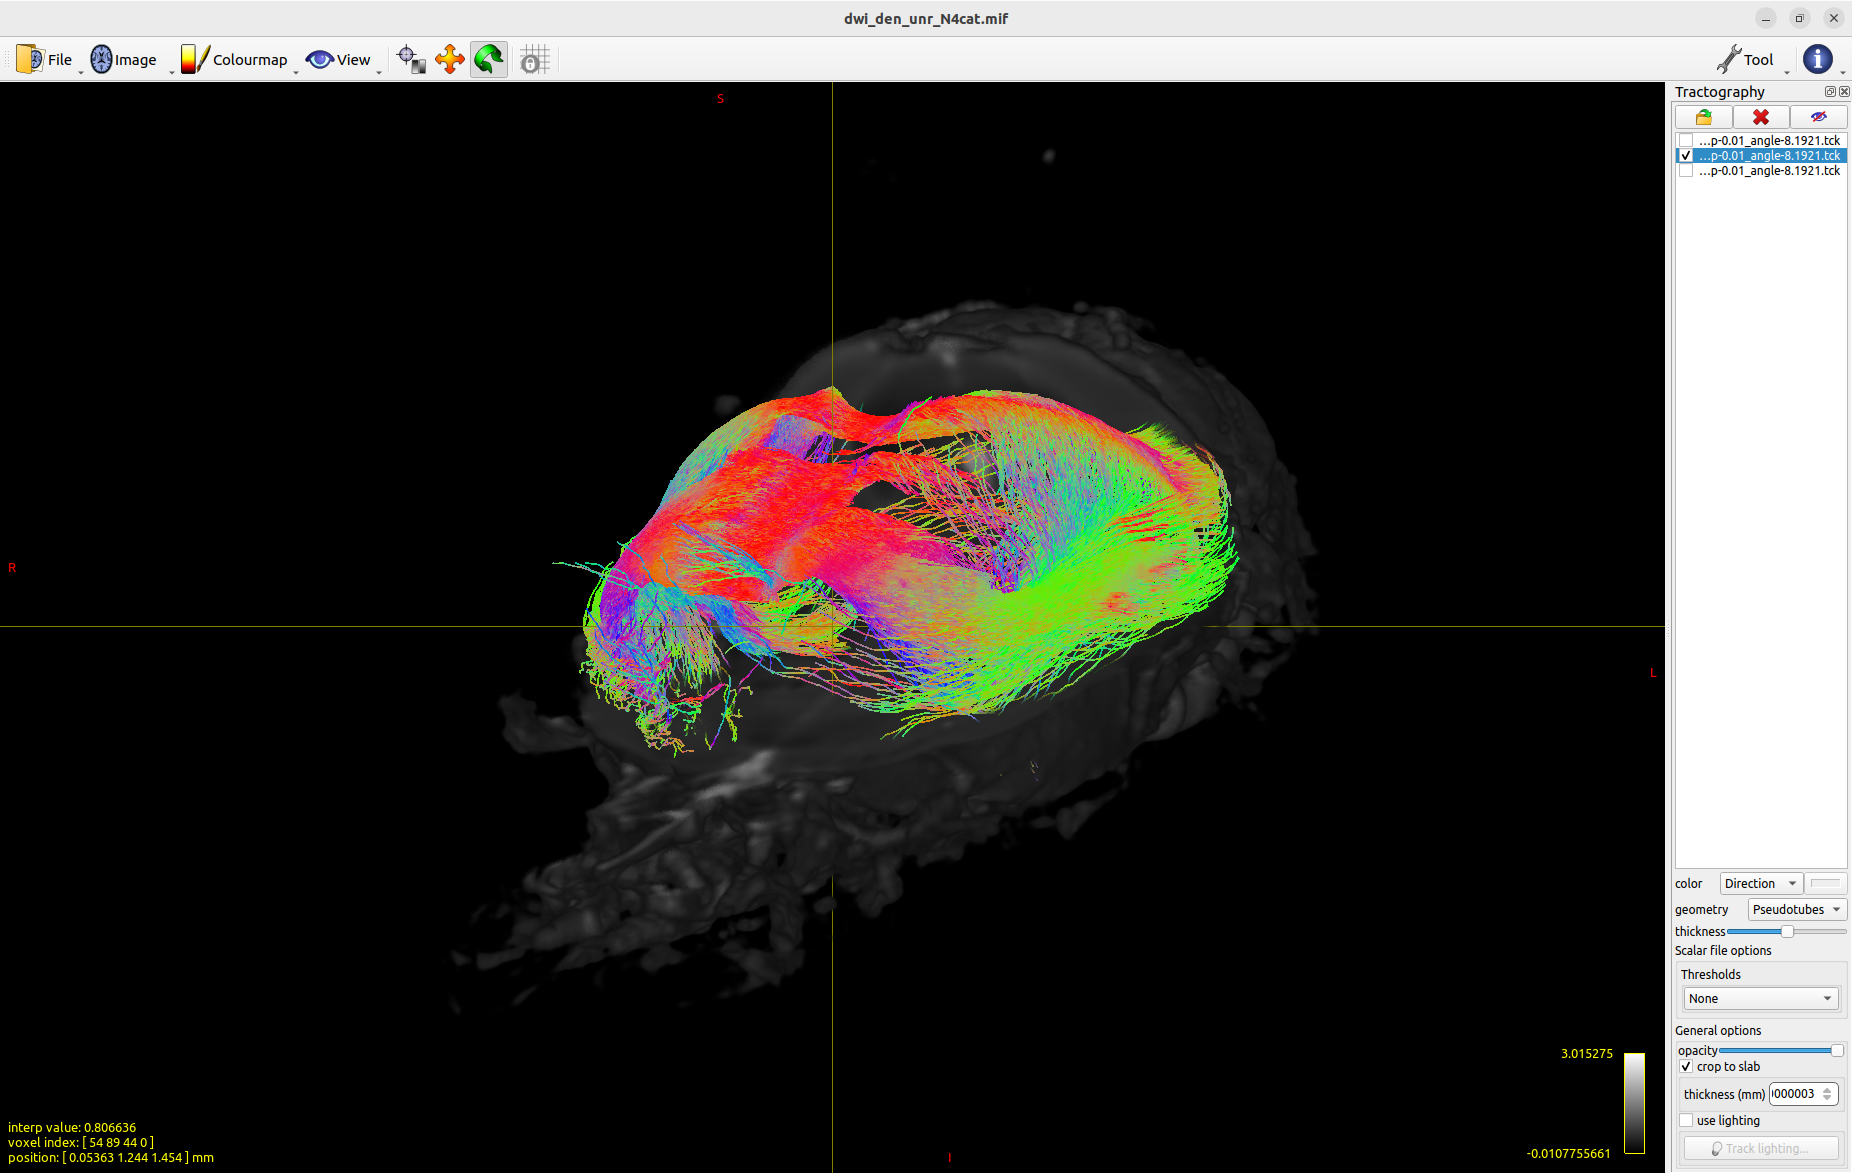 dwi_den_unr_N4cat.mif
File Image Colourmap View Tool
Tractography
...p-0.01_angle-8.1921.tck
...p-0.01_angle-8.1921.tck
...p-0.01_angle-8.1921.tck
S
R
L
I
color Direction
geometry Pseudotubes
thickness
Scalar file options
Thresholds
None
General options
opacity
crop to slab
thickness (mm) 000003
use lighting
Track lighting...
3.015275
-0.0107755661
interp value: 0.806636
voxel index: [ 54 89 44 0 ]
position: [ 0.05363 1.244 1.454 ] mm